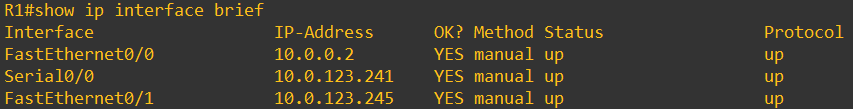 R1#show ip interface brief
Interface IP-Address OK? Method Status Protocol
FastEthernet0/0 10.0.0.2 YES manual up up
Serial0/0 10.0.123.241 YES manual up up
FastEthernet0/1 10.0.123.245 YES manual up up